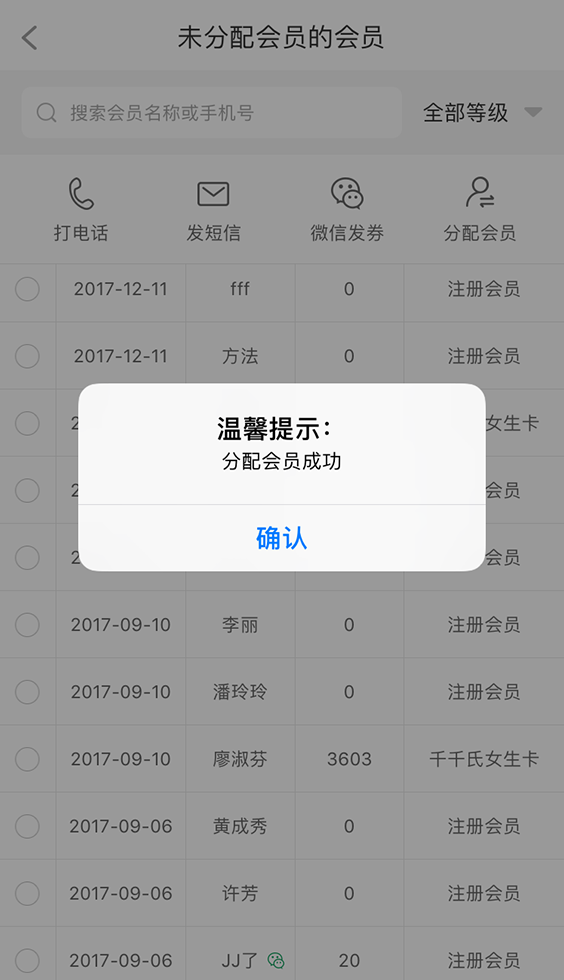 未分配会员的会员
搜索会员名称或手机号 全部等级
打电话 发短信 微信发券 分配会员
2017-12-11 fff 0 注册会员
2017-12-11 方法 0 注册会员
2 女生卡
温馨提示：
分配会员成功
2 会员
确认
2 会员
2017-09-10 李丽 0 注册会员
2017-09-10 潘玲玲 0 注册会员
2017-09-10 廖淑芬 3603 千千氏女生卡
2017-09-06 黄成秀 0 注册会员
2017-09-06 许芳 0 注册会员
2017-09-06 JJ了 20 注册会员